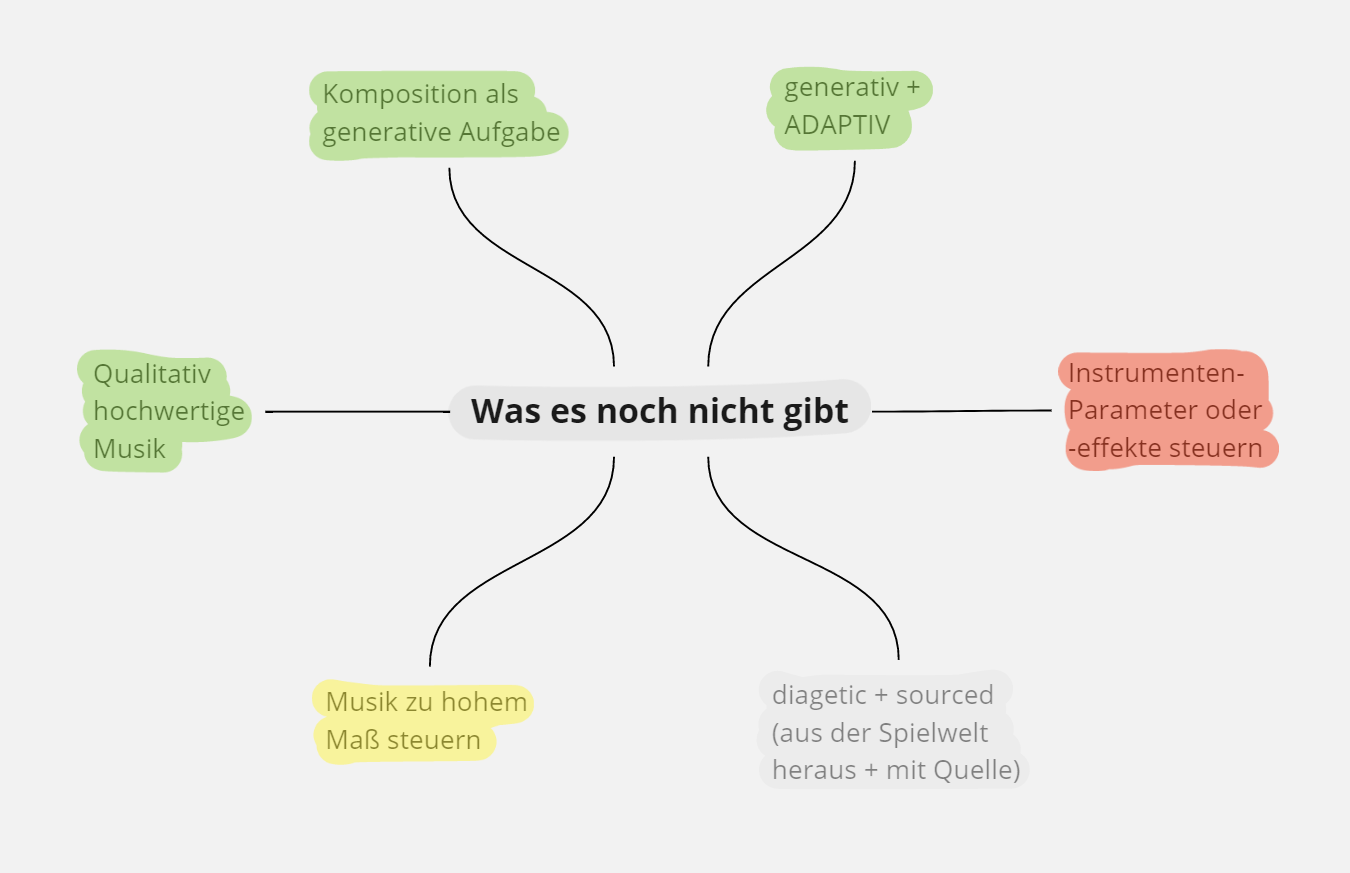 Komposition als
generative Aufgabe
generativ +
ADAPTIV
Qualitativ
hochwertige
Musik
Was es noch nicht gibt
Instrumenten-
Parameter oder
-effekte steuern
Musik zu hohem
Maß steuern
diagetic + sourced
(aus der Spielwelt
heraus + mit Quelle)